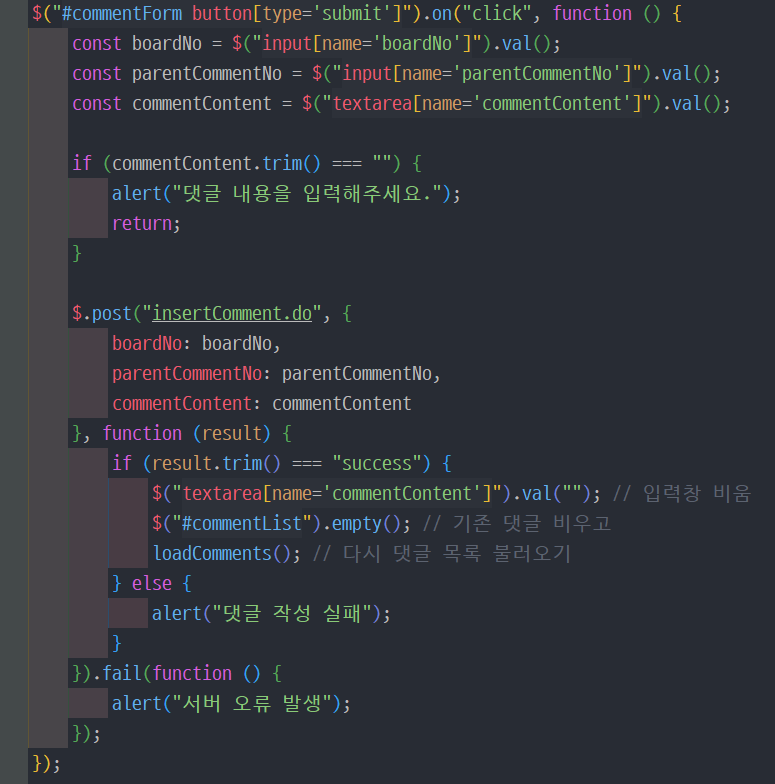 $("#commentForm button[type='submit']").on("click", function () {
const boardNo = $("input[name='boardNo']").val();
const parentCommentNo = $("input[name='parentCommentNo']").val();
const commentContent = $("textarea[name='commentContent']").val();
if (commentContent.trim() === "") {
alert("댓글 내용을 입력해주세요.");
return;
}
$.post("insertComment.do", {
boardNo: boardNo,
parentCommentNo: parentCommentNo,
commentContent: commentContent
}, function (result) {
if (result.trim() === "success") {
$("textarea[name='commentContent']").val(""); // 입력창 비움
$("#commentList").empty(); // 기존 댓글 비우고
loadComments(); // 다시 댓글 목록 불러오기
} else {
alert("댓글 작성 실패");
}
}).fail(function () {
alert("서버 오류 발생");
});
});